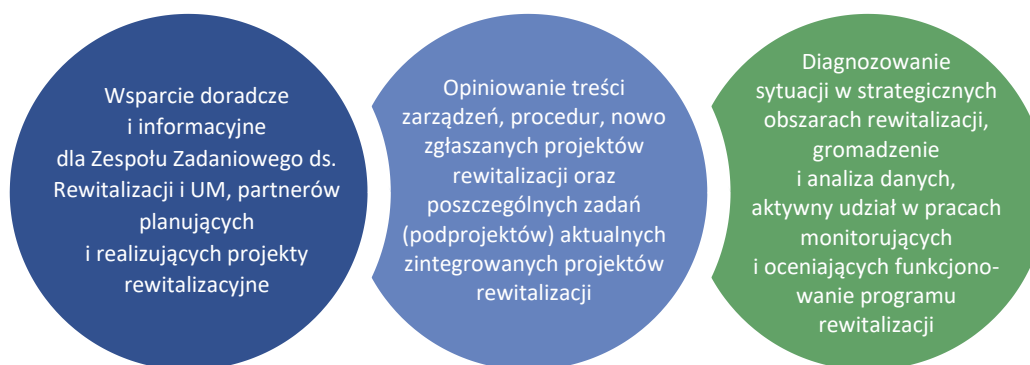 Wsparcie doradcze
i informacyjne
dla Zespołu Zadaniowego ds.
Rewitalizacji i UM, partnerów
planujących
i realizujących projekty
rewitalizacyjne
Opiniowanie treści
zarządzeń, procedur, nowo
zgłaszanych projektów
rewitalizacji oraz
poszczególnych zadań
(podprojektów) aktualnych
zintegrowanych projektów
rewitalizacji
Diagnozowanie
sytuacji w strategicznych
obszarach rewitalizacji,
gromadzenie
i analiza danych,
aktywny udział w pracach
monitorujących
i oceniających funkcjono-
wanie programu
rewitalizacji